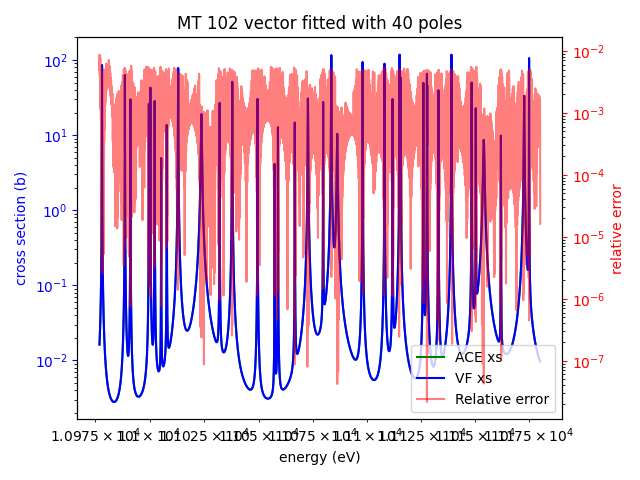 MT 102 vector fitted with 40 poles
cross section (b)
10² 10¹ 10⁰ 10⁻¹ 10⁻²
10⁻² 10⁻³ 10⁻⁴ 10⁻⁵ 10⁻⁶ 10⁻⁷
relative error
ACE xs
VF xs
Relative error
energy (eV)